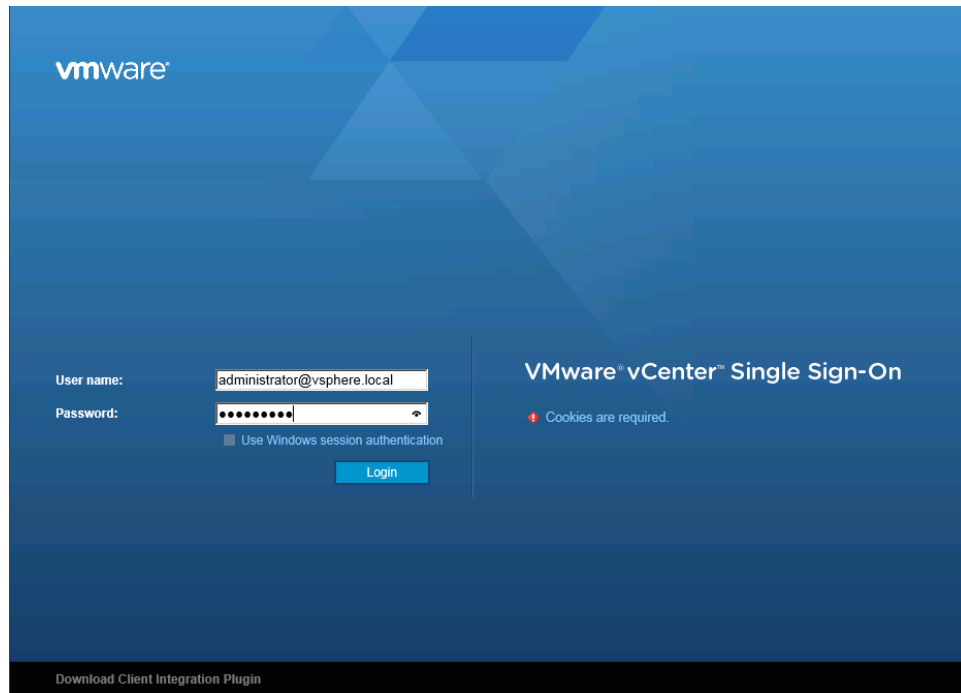 vmware®
User name:
administrator@vsphere.local
Password:
●●●●●●●●●
Use Windows session authentication
Login
VMware® vCenter™ Single Sign-On
Cookies are required.
Download Client Integration Plugin